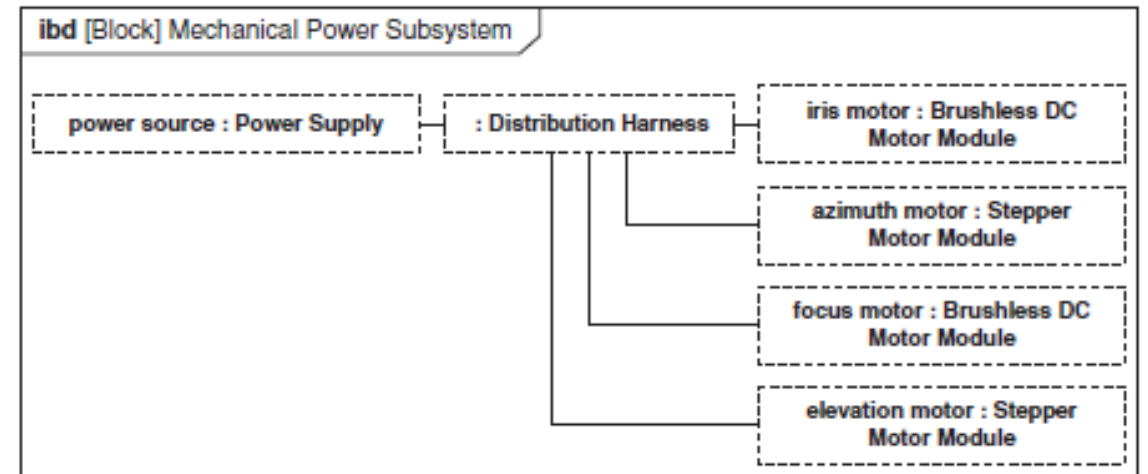 ibd [Block] Mechanical Power Subsystem
power source : Power Supply
: Distribution Harness
iris motor : Brushless DC
Motor Module
azimuth motor : Stepper
Motor Module
focus motor : Brushless DC
Motor Module
elevation motor : Stepper
Motor Module